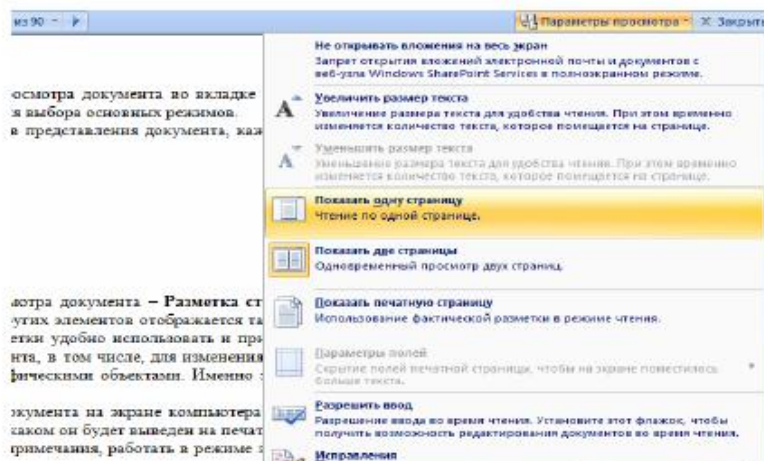 из 90
Параметры просмотра
Закрыть
Не открывать вложения на весь экран
Запрет открытия вложений электронной почты и документов с
веб-узла Windows SharePoint Services в полноэкранном режиме.
осмотра документа во вкладке
я выбора основных режимов.
в представления документа, каж
Увеличить размер текста
Увеличение размера текста для удобства чтения. При этом временно
изменяется количество текста, которое помещается на странице.
Уменьшить размер текста
Уменьшение размера текста для удобства чтения. При этом временно
изменяется количество текста, которое помещается на странице.
Показать одну страницу
Чтение по одной странице.
Показать две страницы
Одновременный просмотр двух страниц.
мотра документа – Разметка ст
ругих элементов отображается та
етки удобно использовать и при
нта, в том числе, для изменения
фическими объектами. Именно
Показать печатную страницу
Использование фактической разметки в режиме чтения.
Параметры полей
Скрытие полей печатной страницы, чтобы на экране поместилось
больше текста.
окумента на экране компьютера
каком он будет выведен на печат
примечания, работать в режиме
Разрешить ввод
Разрешение ввода во время чтения. Установите этот флажок, чтобы
получить возможность редактирования документов во время чтения.
Исправления